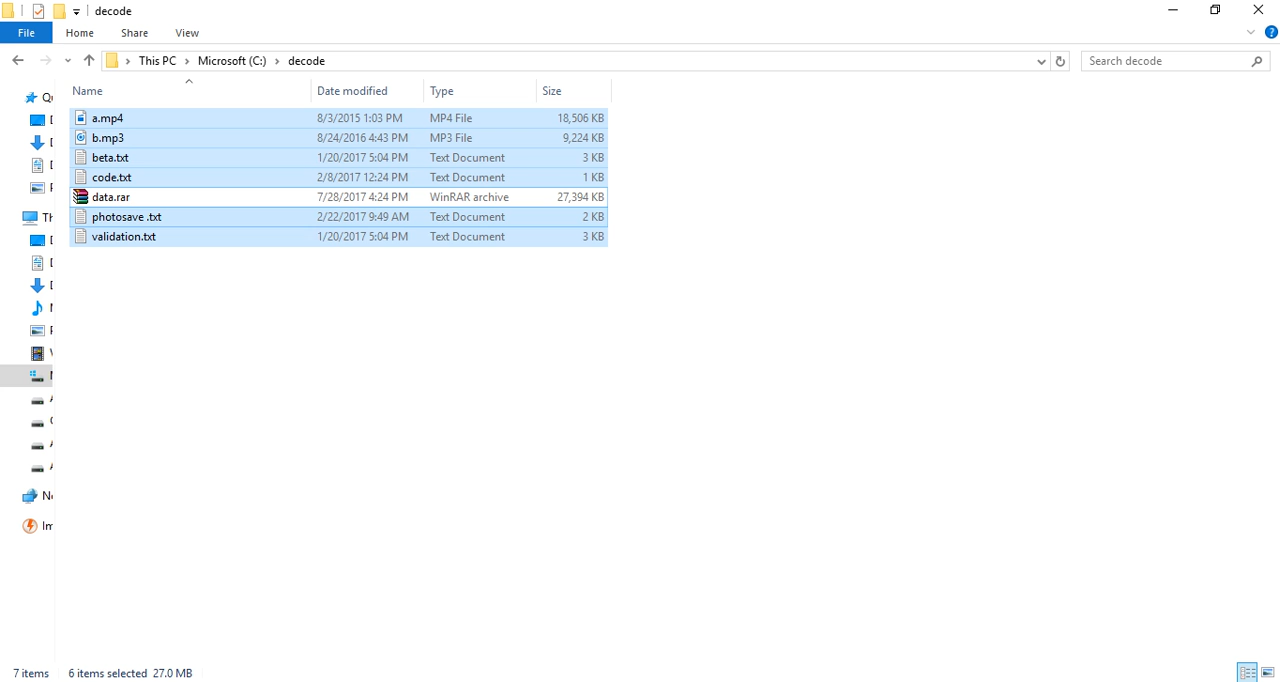 decode
File Home Share View
This PC Microsoft (C:) decode
Search decode
Name Date modified Type Size
a.mp4 8/3/2015 1:03 PM MP4 File 18,506 KB
b.mp3 8/24/2016 4:43 PM MP3 File 9,224 KB
beta.txt 1/20/2017 5:04 PM Text Document 3 KB
code.txt 2/8/2017 12:24 PM Text Document 1 KB
data.rar 7/28/2017 4:24 PM WinRAR archive 27,394 KB
photosave .txt 2/22/2017 9:49 AM Text Document 2 KB
validation.txt 1/20/2017 5:04 PM Text Document 3 KB
7 items 6 items selected 27.0 MB